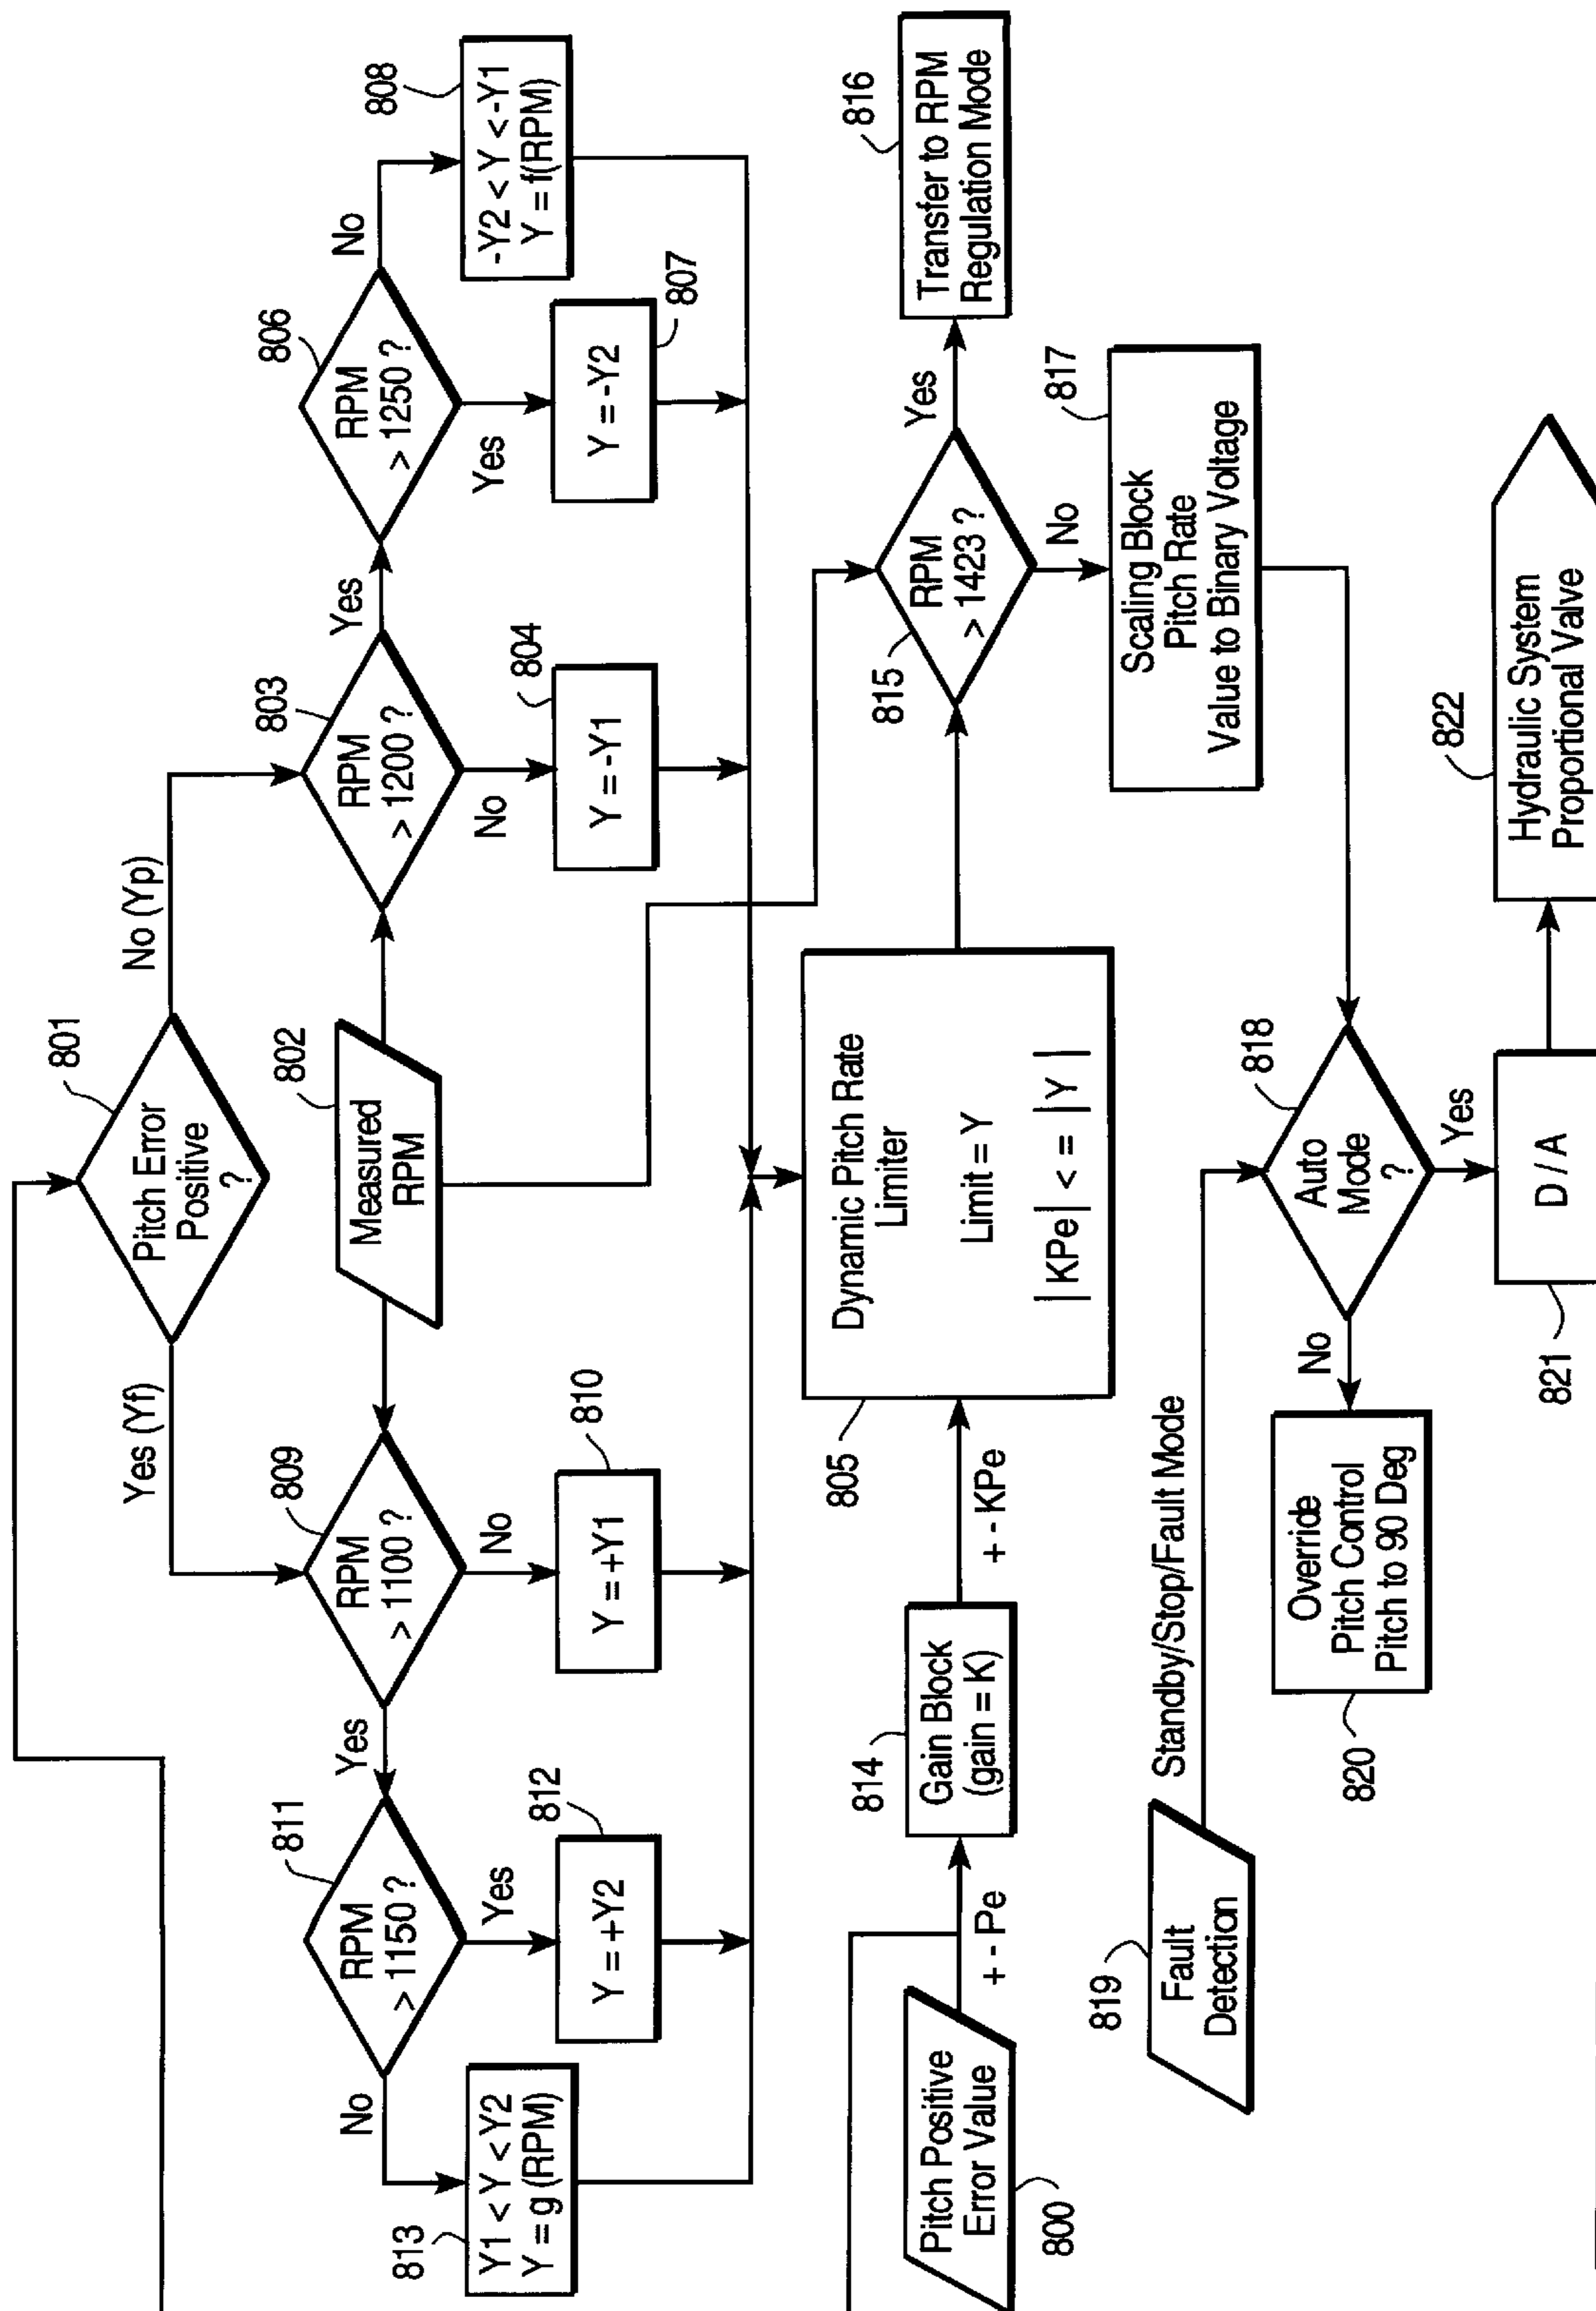 801
Pitch Error
Positive
?
Yes (Yf)
No (Yp)
802
Measured
RPM
803
RPM
> 1200 ?
Yes
No
804
Y = -Y1
806
RPM
> 1250 ?
Yes
No
807
Y = -Y2
808
-Y2 < Y < -Y1
Y = f(RPM)
809
RPM
> 1100 ?
Yes
No
810
Y = +Y1
811
RPM
> 1150 ?
Yes
No
812
Y = +Y2
813
Y1 < Y < Y2
Y = g (RPM)
800
Pitch Positive
Error Value
+ - Pe
814
Gain Block
(gain = K)
+ - KPe
805
Dynamic Pitch Rate
Limiter
Limit = Y
|KPe| < = |Y|
815
RPM
> 1423 ?
Yes
No
816
Transfer to RPM
Regulation Mode
817
Scaling Block
Pitch Rate
Value to Binary Voltage
819
Fault
Detection
Standby/Stop/Fault Mode
818
Auto
Mode
?
No
Yes
820
Override
Pitch Control
Pitch to 90 Deg
821
D / A
822
Hydraulic System
Proportional Valve